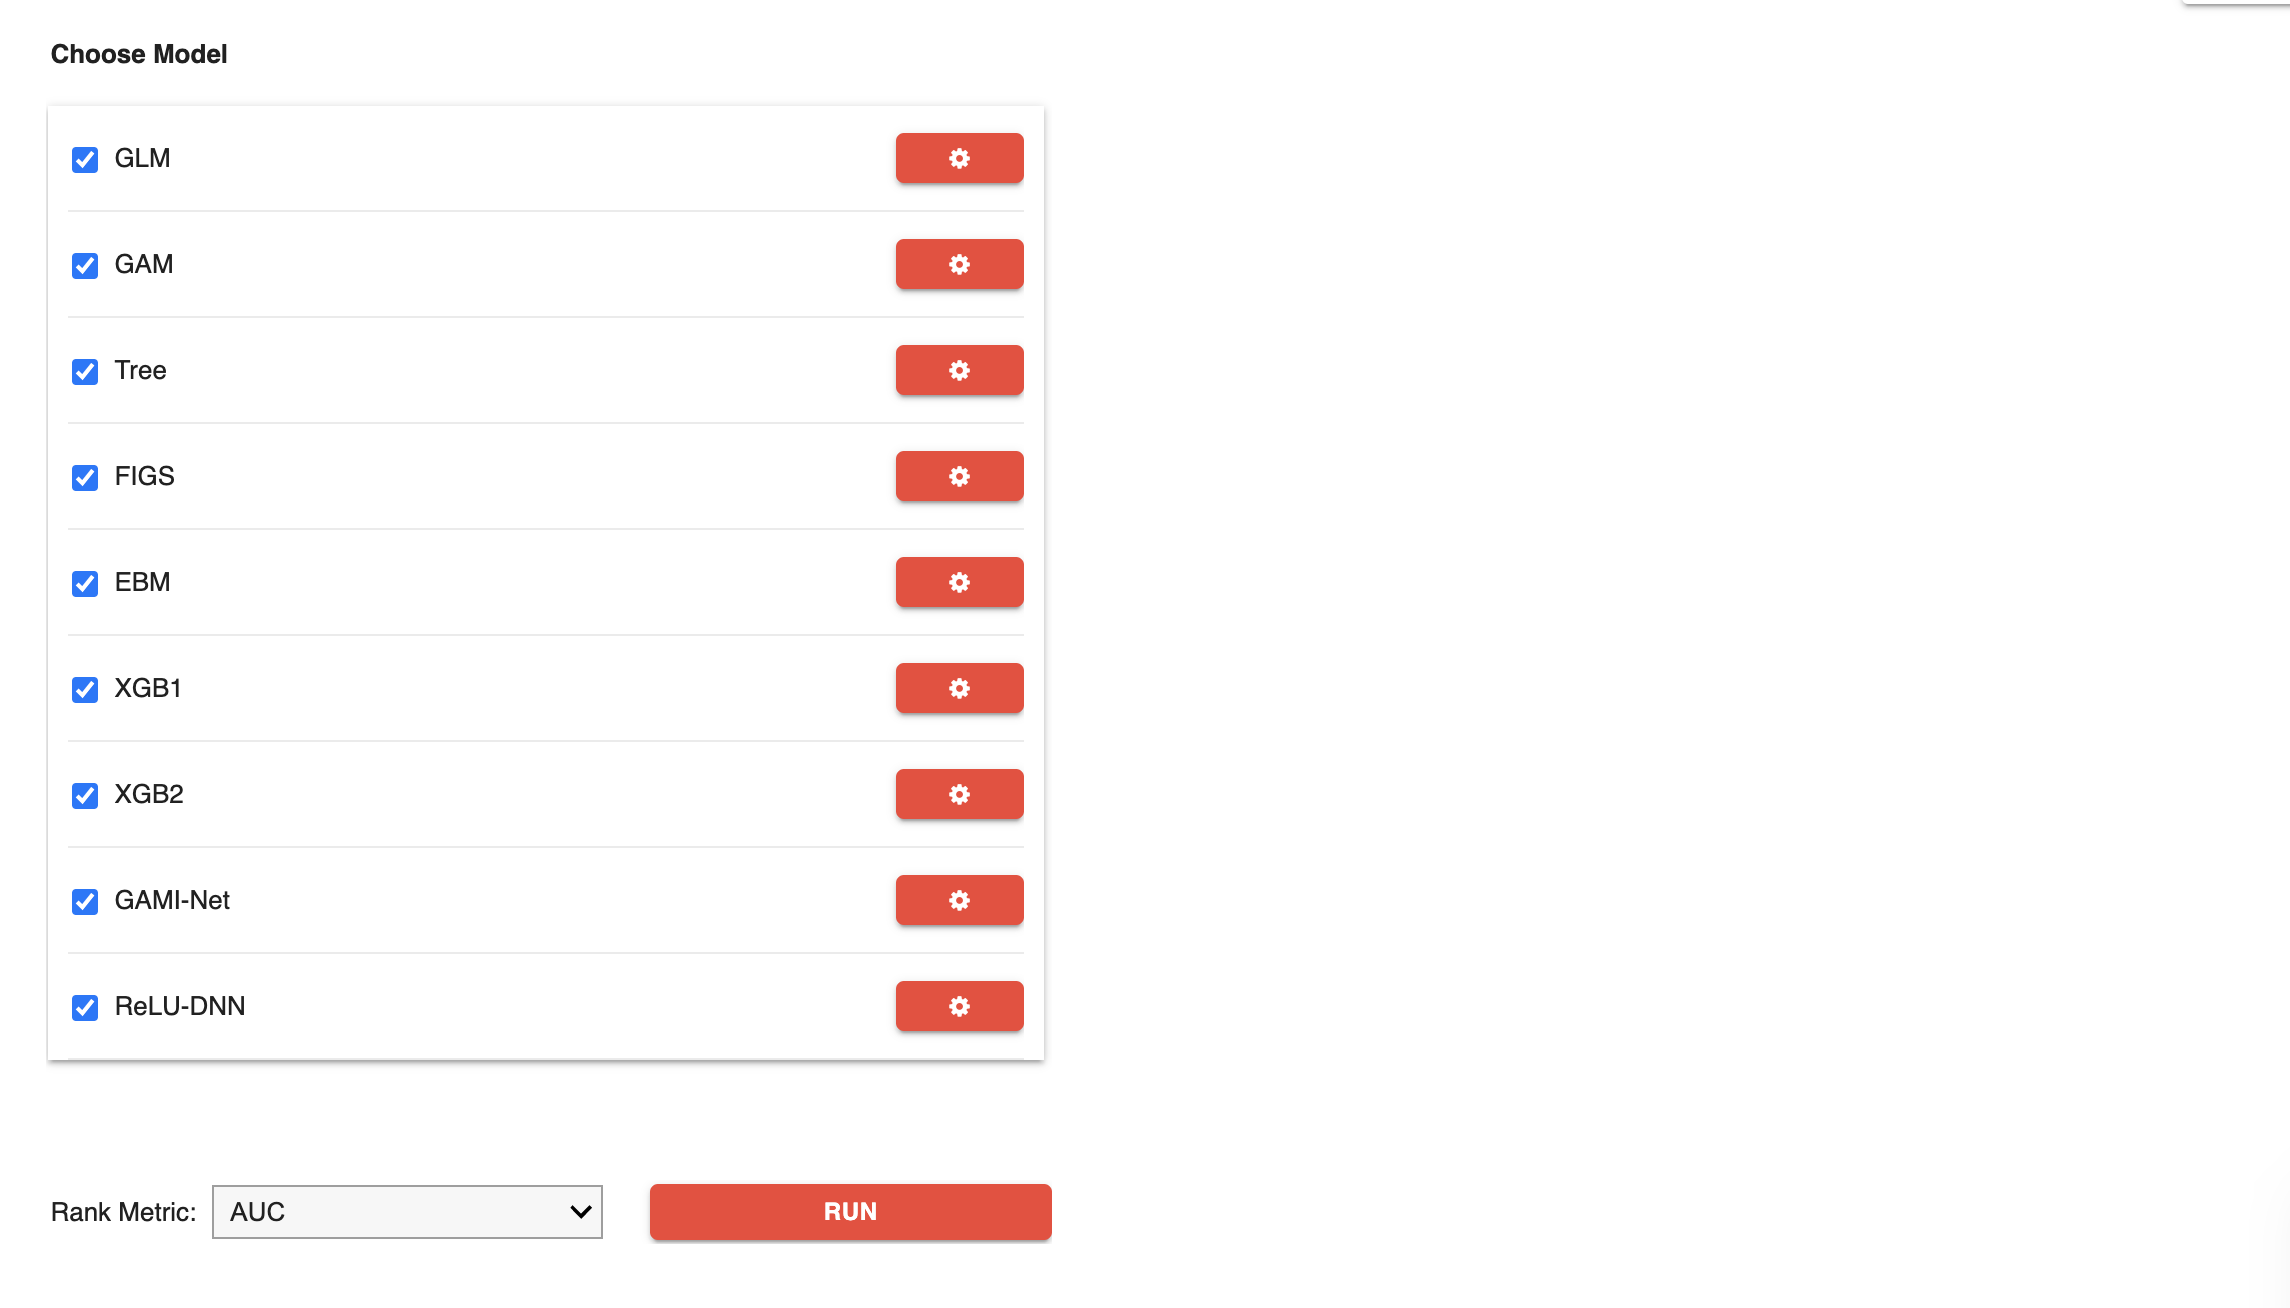 Choose Model
GLM
GAM
Tree
FIGS
EBM
XGB1
XGB2
GAMI-Net
ReLU-DNN
Rank Metric: AUC RUN